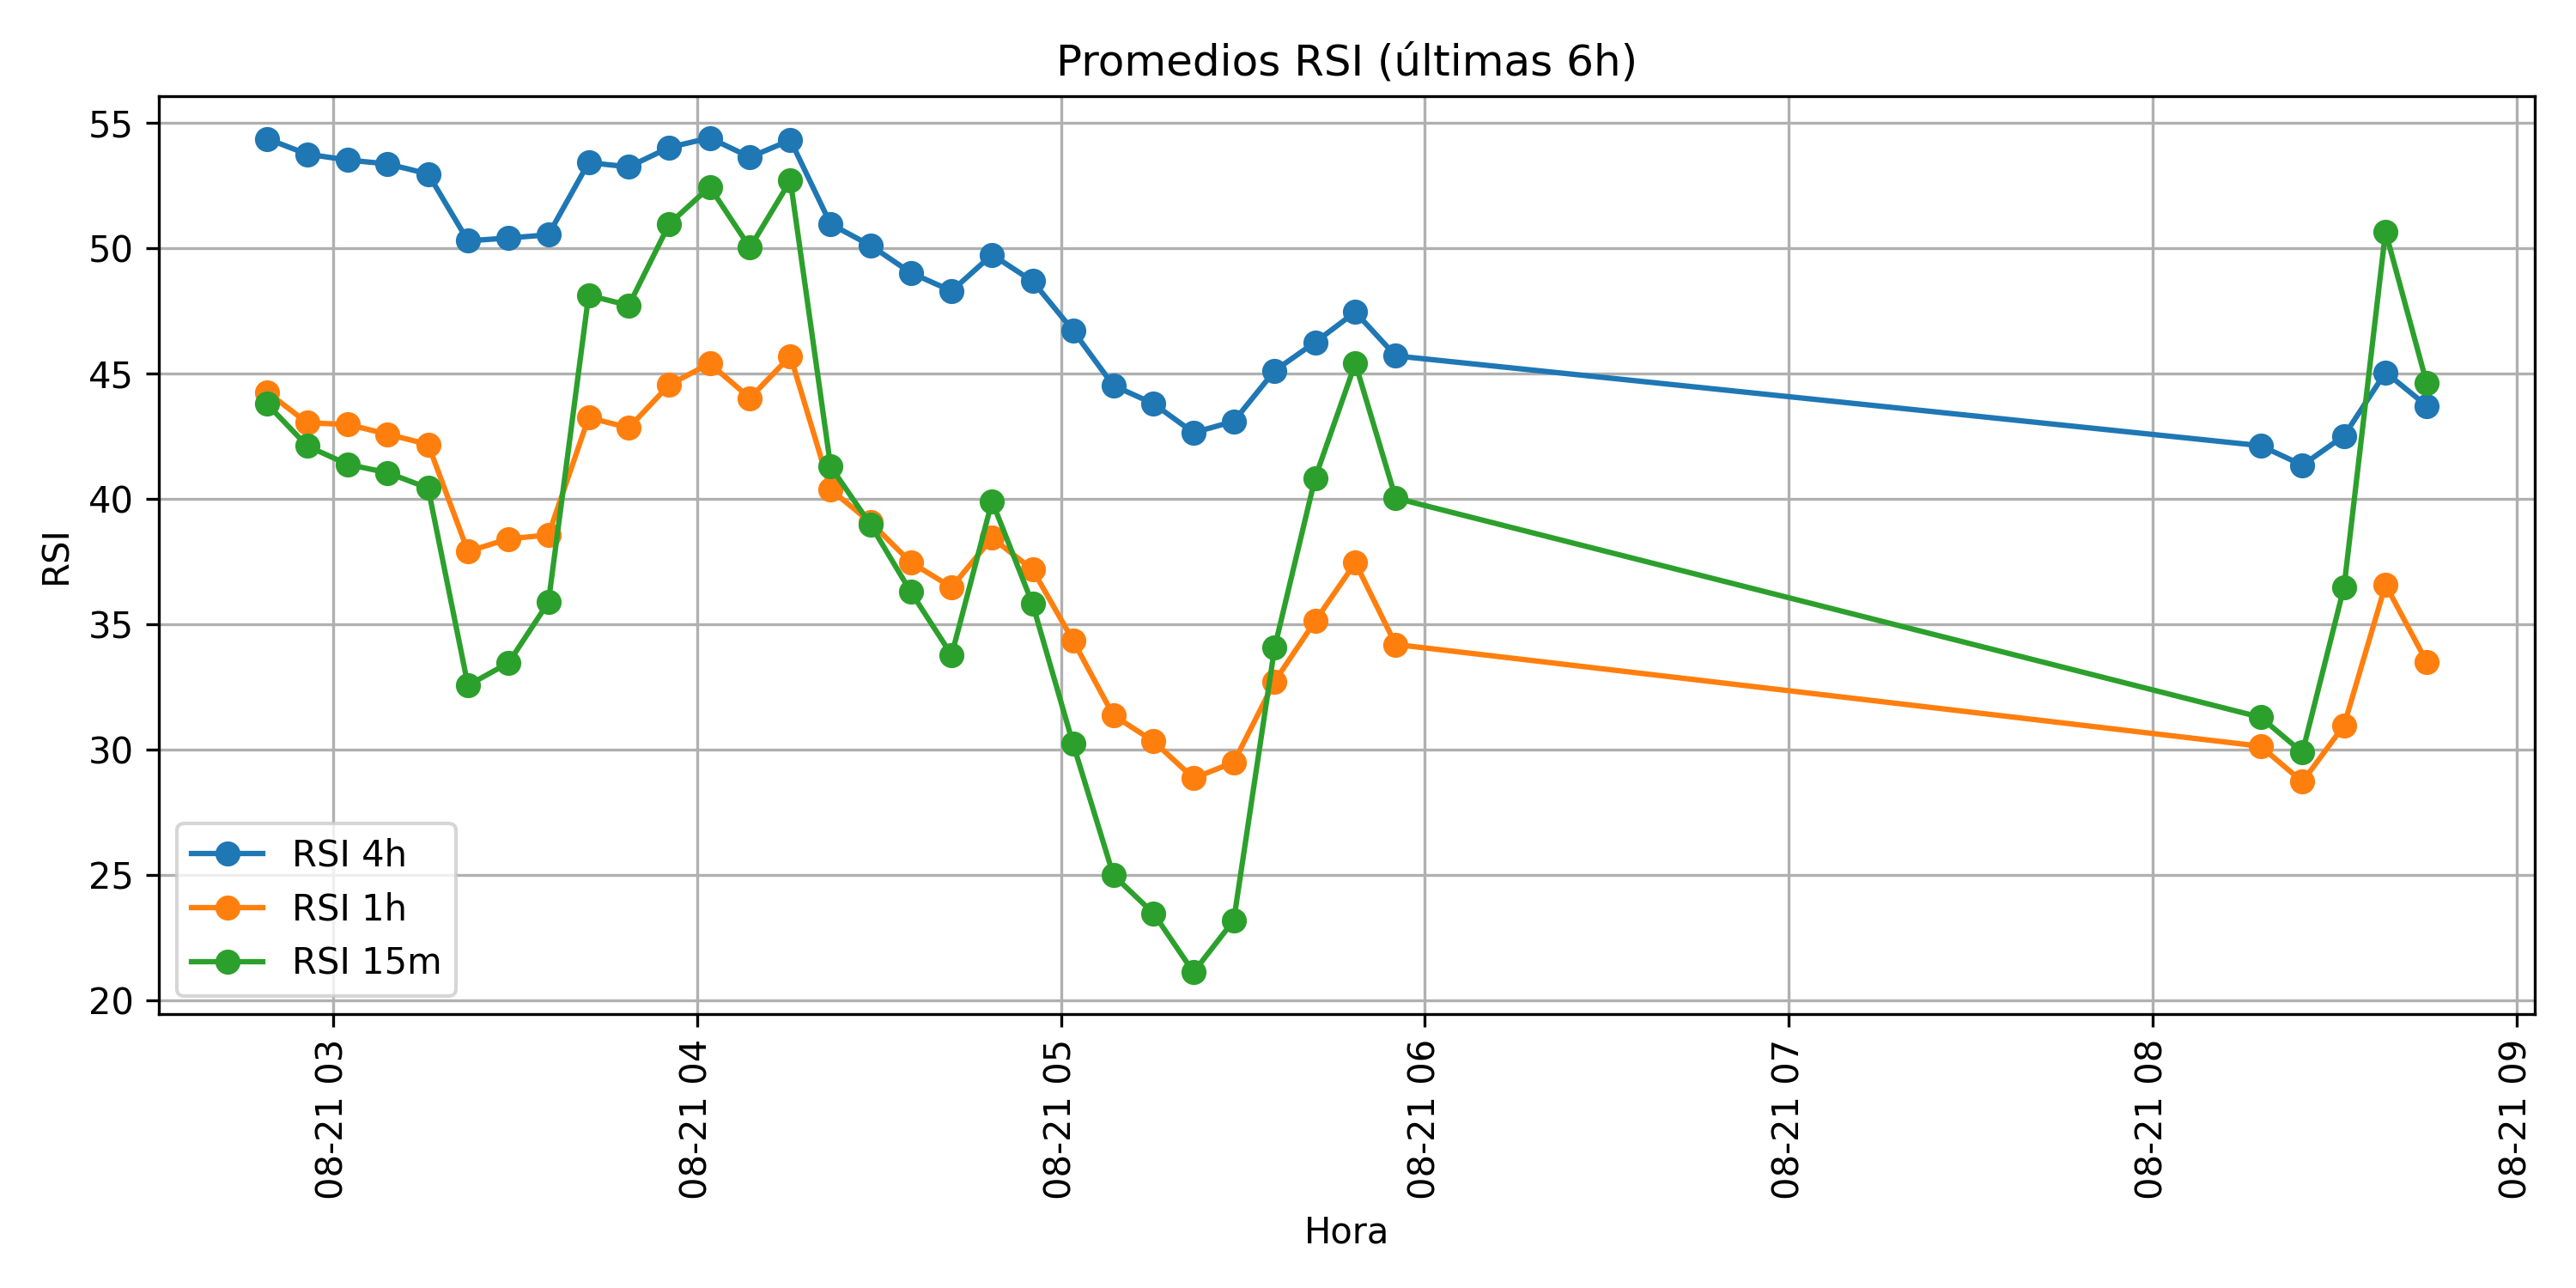 Promedios RSI (últimas 6h)
55
50
45
40
35
30
25
20
RSI
RSI 4h
RSI 1h
RSI 15m
08-21 03
08-21 04
08-21 05
08-21 06
08-21 07
08-21 08
08-21 09
Hora